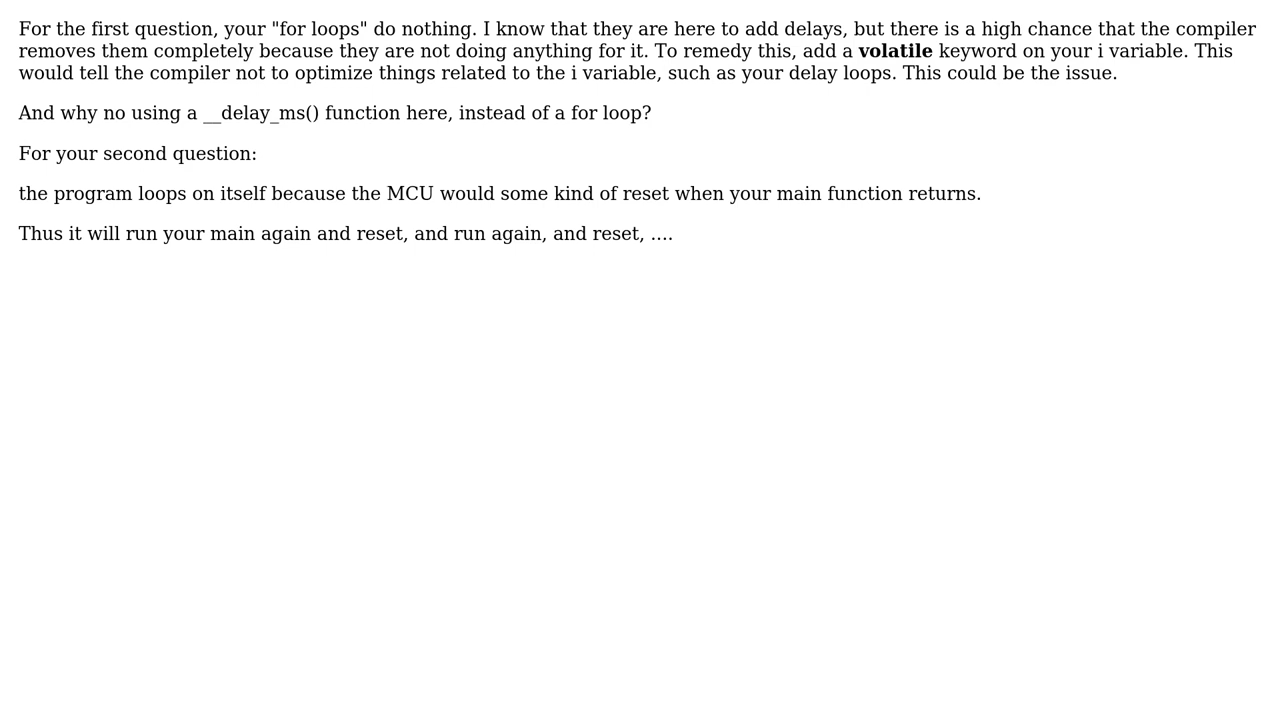 For the first question, your "for loops" do nothing. I know that they are here to add delays, but there is a high chance that the compiler
removes them completely because they are not doing anything for it. To remedy this, add a volatile keyword on your i variable. This
would tell the compiler not to optimize things related to the i variable, such as your delay loops. This could be the issue.
And why no using a __delay_ms() function here, instead of a for loop?
For your second question:
the program loops on itself because the MCU would some kind of reset when your main function returns.
Thus it will run your main again and reset, and run again, and reset, ....